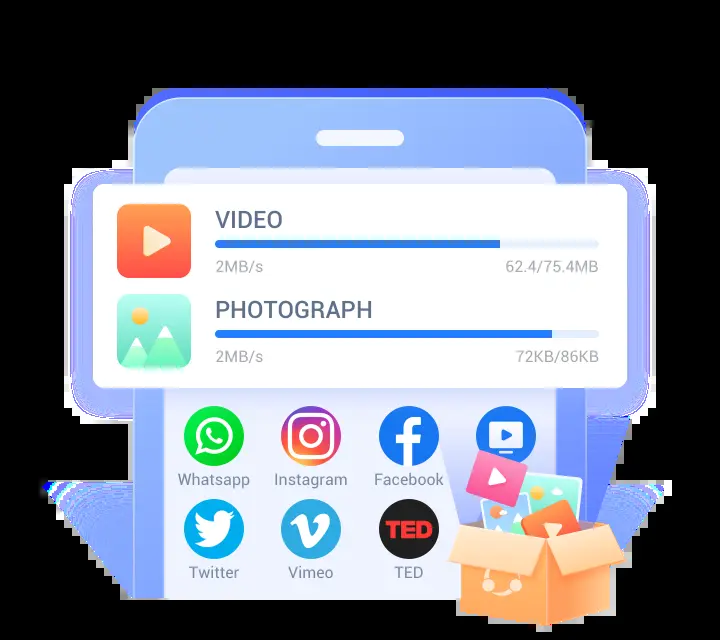 VIDEO
2MB/s 62.4/75.4MB
PHOTOGRAPH
2MB/s 72KB/86KB
Whatsapp Instagram Facebook
TED
Twitter Vimeo TED